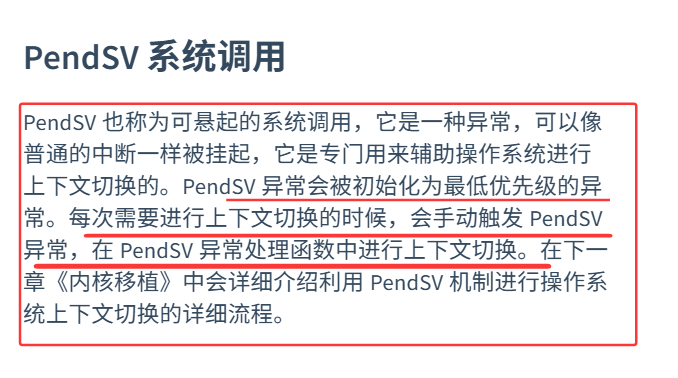 PendSV 系统调用
PendSV 也称为可悬起的系统调用，它是一种异常，可以像
普通的中断一样被挂起，它是专门用来辅助操作系统进行
上下文切换的。PendSV 异常会被初始化为最低优先级的异
常。每次需要进行上下文切换的时候，会手动触发 PendSV
异常，在 PendSV 异常处理函数中进行上下文切换。在下一
章《内核移植》中会详细介绍利用 PendSV 机制进行操作系
统上下文切换的详细流程。